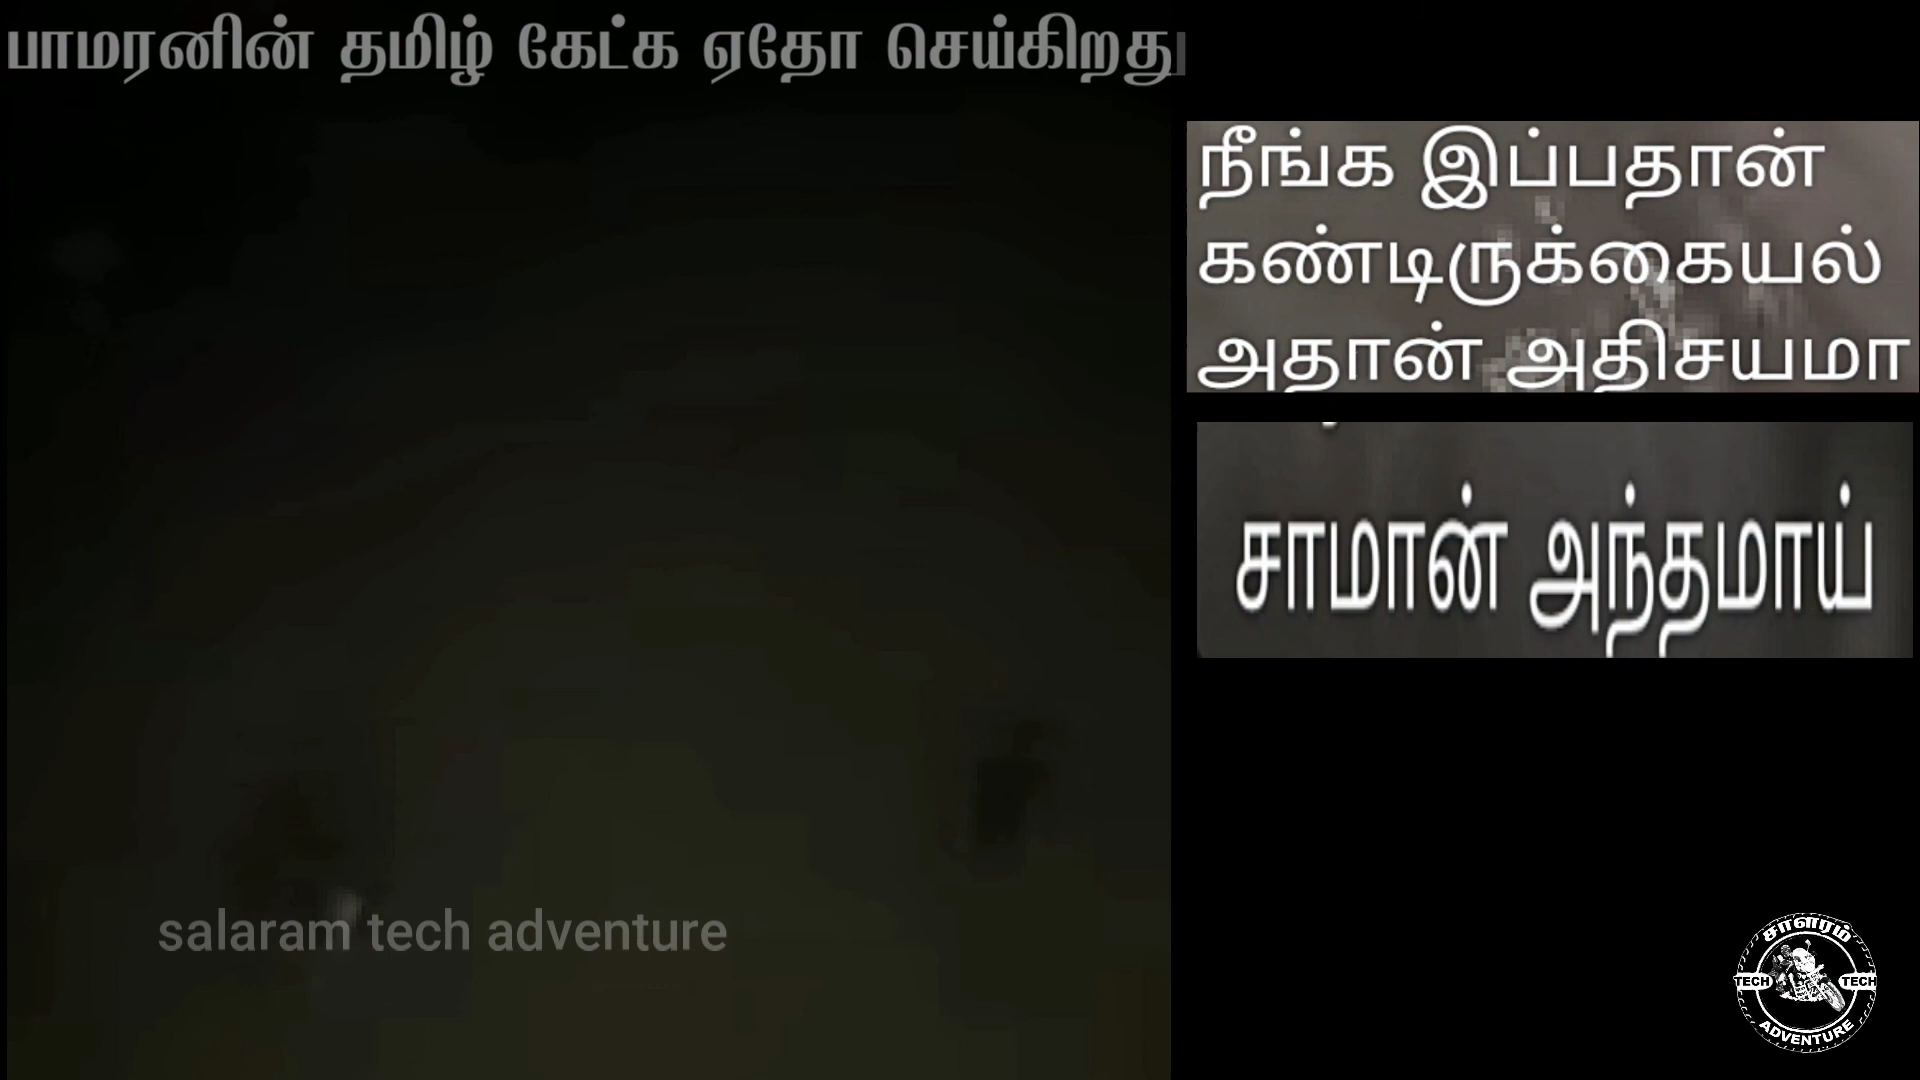 பாமரனின் தமிழ் கேட்க ஏதோ செய்கிறது
நீங்க இப்பதான்
கண்டிருக்கையல்
அதான் அதிசயமா
சாமான் அந்தமாய்
salaram tech adventure
சாளரம்
TECH TECH
ADVENTURE